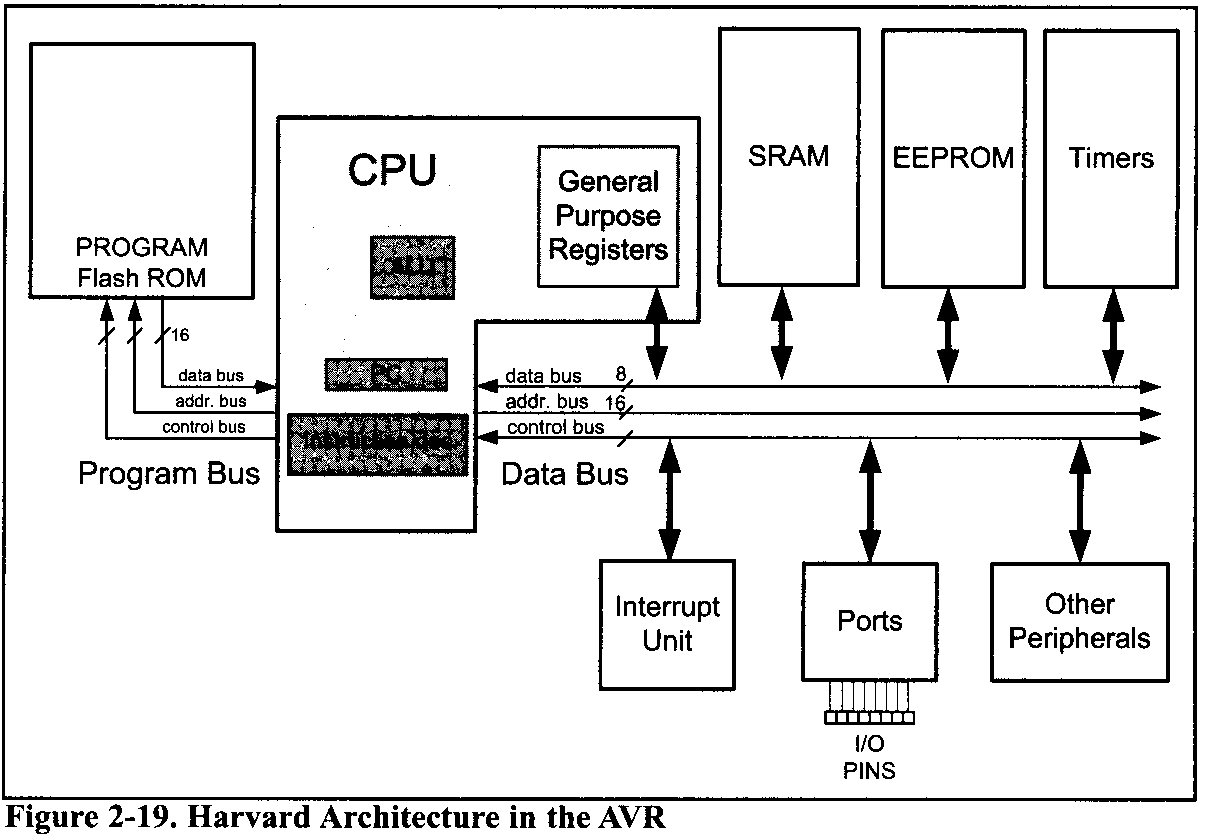 CPU
General
Purpose
Registers
SRAM
EEPROM
Timers
PROGRAM
Flash ROM
16
data bus
addr. bus
control bus
Program Bus
PC
data bus 8
addr. bus 16
control bus
Data Bus
Interrupt
Unit
Ports
Other
Peripherals
I/O
PINS
Figure 2-19. Harvard Architecture in the AVR